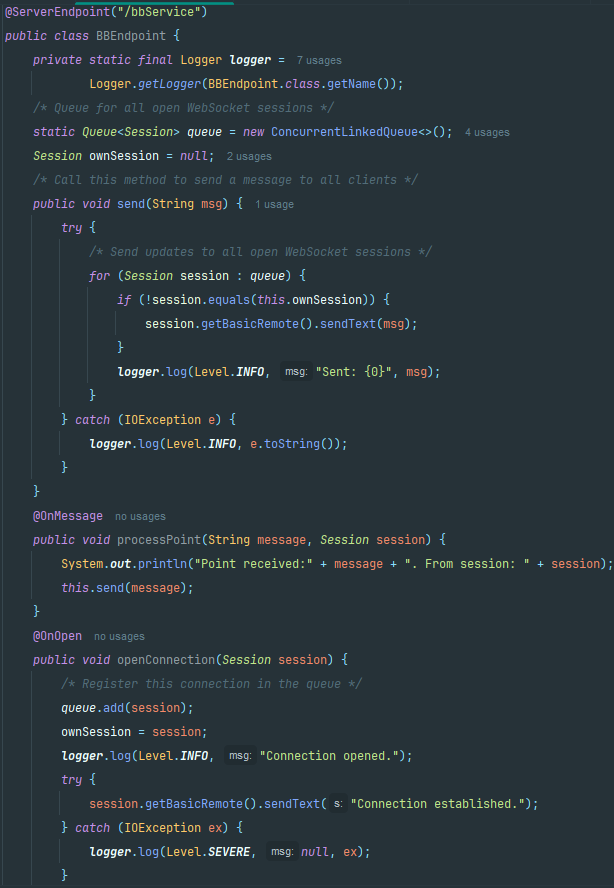 @ServerEndpoint("/bbService")
public class BBEndpoint {
private static final Logger logger = 7 usages
Logger.getLogger(BBEndpoint.class.getName());
/* Queue for all open WebSocket sessions */
static Queue<Session> queue = new ConcurrentLinkedQueue<>(); 4 usages
Session ownSession = null; 2 usages
/* Call this method to send a message to all clients */
public void send(String msg) { 1 usage
try {
/* Send updates to all open WebSocket sessions */
for (Session session : queue) {
if (!session.equals(this.ownSession)) {
session.getBasicRemote().sendText(msg);
}
logger.log(Level.INFO, msg: "Sent: {0}", msg);
}
} catch (IOException e) {
logger.log(Level.INFO, e.toString());
}
}
@OnMessage no usages
public void processPoint(String message, Session session) {
System.out.println("Point received:" + message + ". From session: " + session);
this.send(message);
}
@OnOpen no usages
public void openConnection(Session session) {
/* Register this connection in the queue */
queue.add(session);
ownSession = session;
logger.log(Level.INFO, msg: "Connection opened.");
try {
session.getBasicRemote().sendText( s: "Connection established.");
} catch (IOException ex) {
logger.log(Level.SEVERE, msg: null, ex);
}